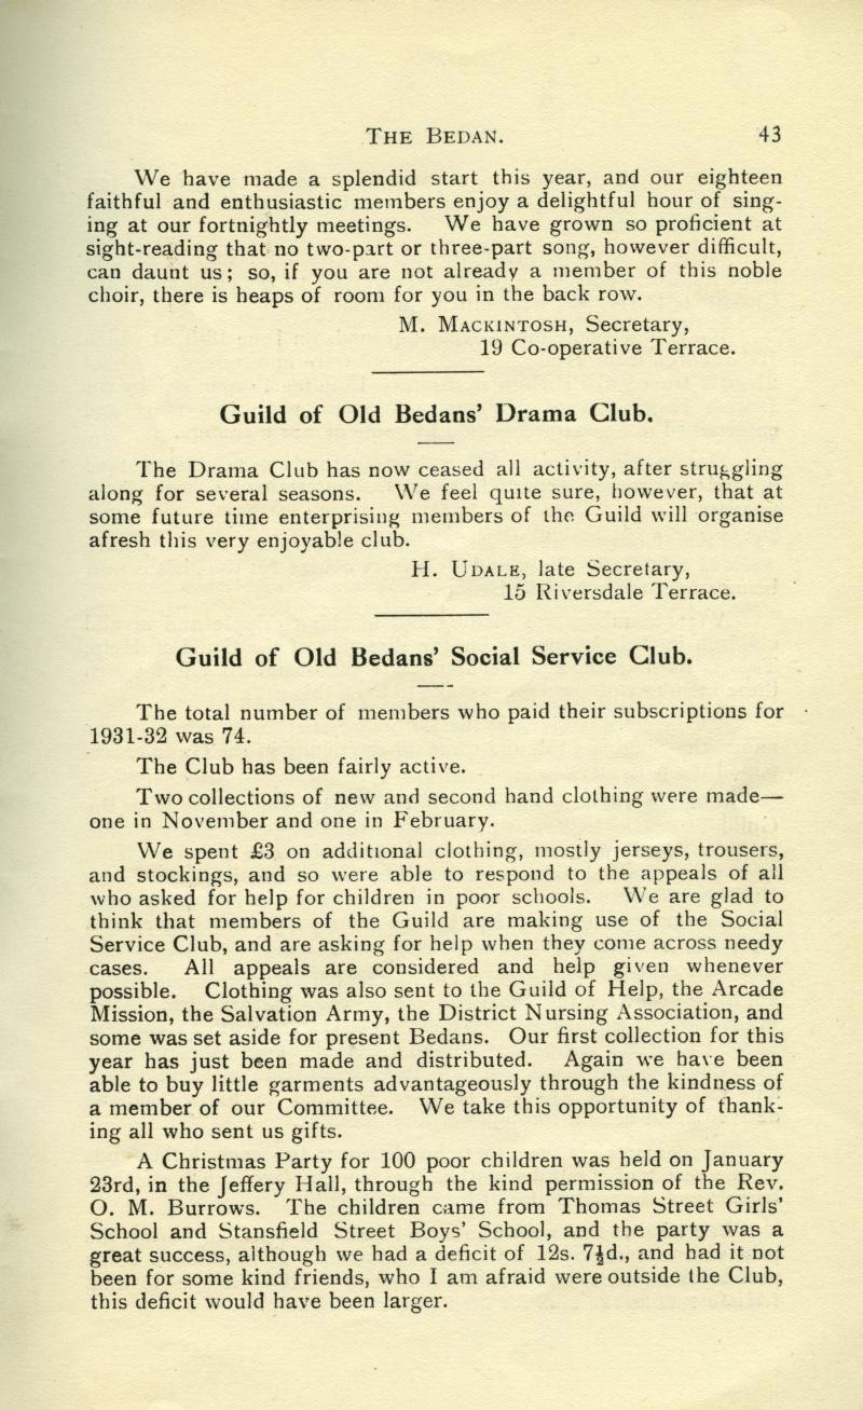 THE BEDAN. 43
We have made a splendid start this year, and our eighteen
faithful and enthusiastic members enjoy a delightful hour of sing-
ing at our fortnightly meetings. We have grown so proficient at
sight-reading that no two-part or three-part song, however difficult,
can daunt us; so, if you are not already a member of this noble
choir, there is heaps of room for you in the back row.
M. MACKINTOSH, Secretary,
19 Co-operative Terrace.
Guild of Old Bedans' Drama Club.
The Drama Club has now ceased all activity, after struggling
along for several seasons. We feel quite sure, however, that at
some future time enterprising members of the Guild will organise
afresh this very enjoyable club.
H. UDALE, late Secretary,
15 Riversdale Terrace.
Guild of Old Bedans' Social Service Club.
The total number of members who paid their subscriptions for
1931-32 was 74.
The Club has been fairly active.
Two collections of new and second hand clothing were made—
one in November and one in February.
We spent £3 on additional clothing, mostly jerseys, trousers,
and stockings, and so were able to respond to the appeals of all
who asked for help for children in poor schools. We are glad to
think that members of the Guild are making use of the Social
Service Club, and are asking for help when they come across needy
cases. All appeals are considered and help given whenever
possible. Clothing was also sent to the Guild of Help, the Arcade
Mission, the Salvation Army, the District Nursing Association, and
some was set aside for present Bedans. Our first collection for this
year has just been made and distributed. Again we have been
able to buy little garments advantageously through the kindness of
a member of our Committee. We take this opportunity of thank-
ing all who sent us gifts.
A Christmas Party for 100 poor children was held on January
23rd, in the Jeffery Hall, through the kind permission of the Rev.
O. M. Burrows. The children came from Thomas Street Girls'
School and Stansfield Street Boys' School, and the party was a
great success, although we had a deficit of 12s. 7½d., and had it not
been for some kind friends, who I am afraid were outside the Club,
this deficit would have been larger.